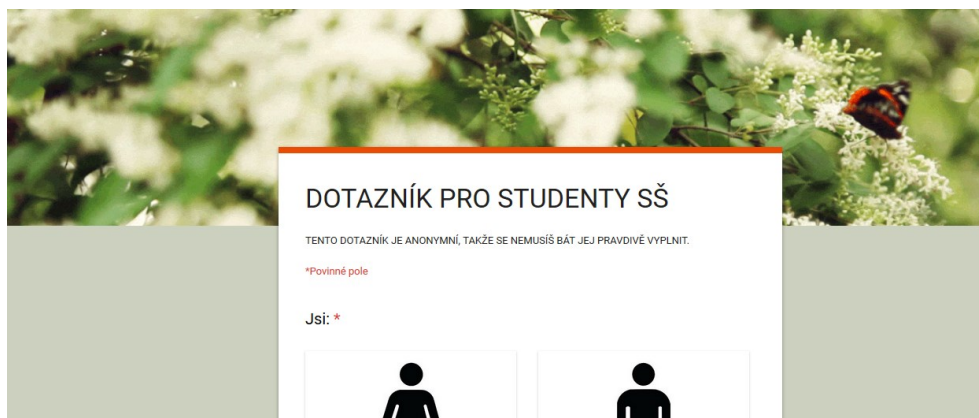 DOTAZNÍK PRO STUDENTY SŠ
TENTO DOTAZNÍK JE ANONYMNÍ, TAKŽE SE NEMUSÍŠ BÁT JEJ PRAVDIVĚ VYPLNIT.
*Povinné pole
Jsi: *